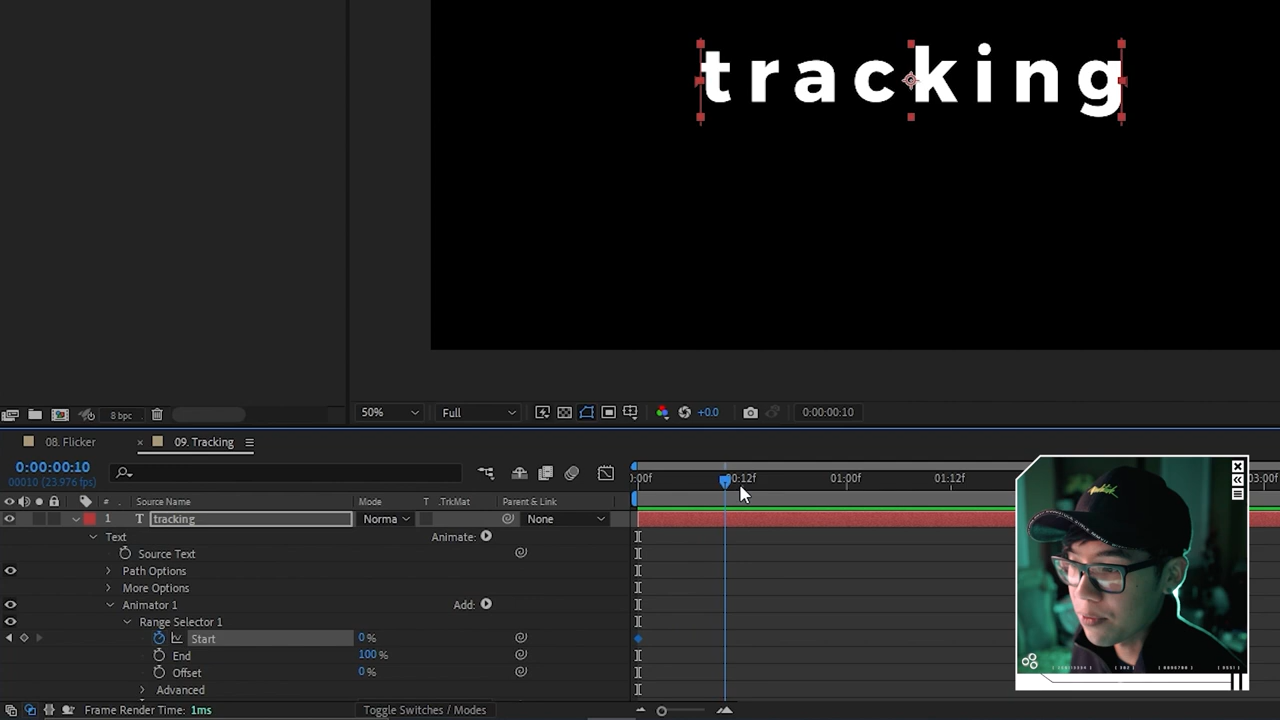 tracking
8 bpc
50%
Full
+0.0
0:00:00:10
08. Flicker
× 09. Tracking
0:00:00:10
00010 (23.976 fps)
# . Source Name
Mode
T .TrkMat
Parent & Link
:00f
00:12f
01:00f
01:12f
03:00f
1 T tracking
Norma
None
Text
Animate:
Source Text
Path Options
More Options
Animator 1
Add:
Range Selector 1
Start
0 %
End
100 %
Offset
0 %
Advanced
Frame Render Time: 1ms
Toggle Switches / Modes